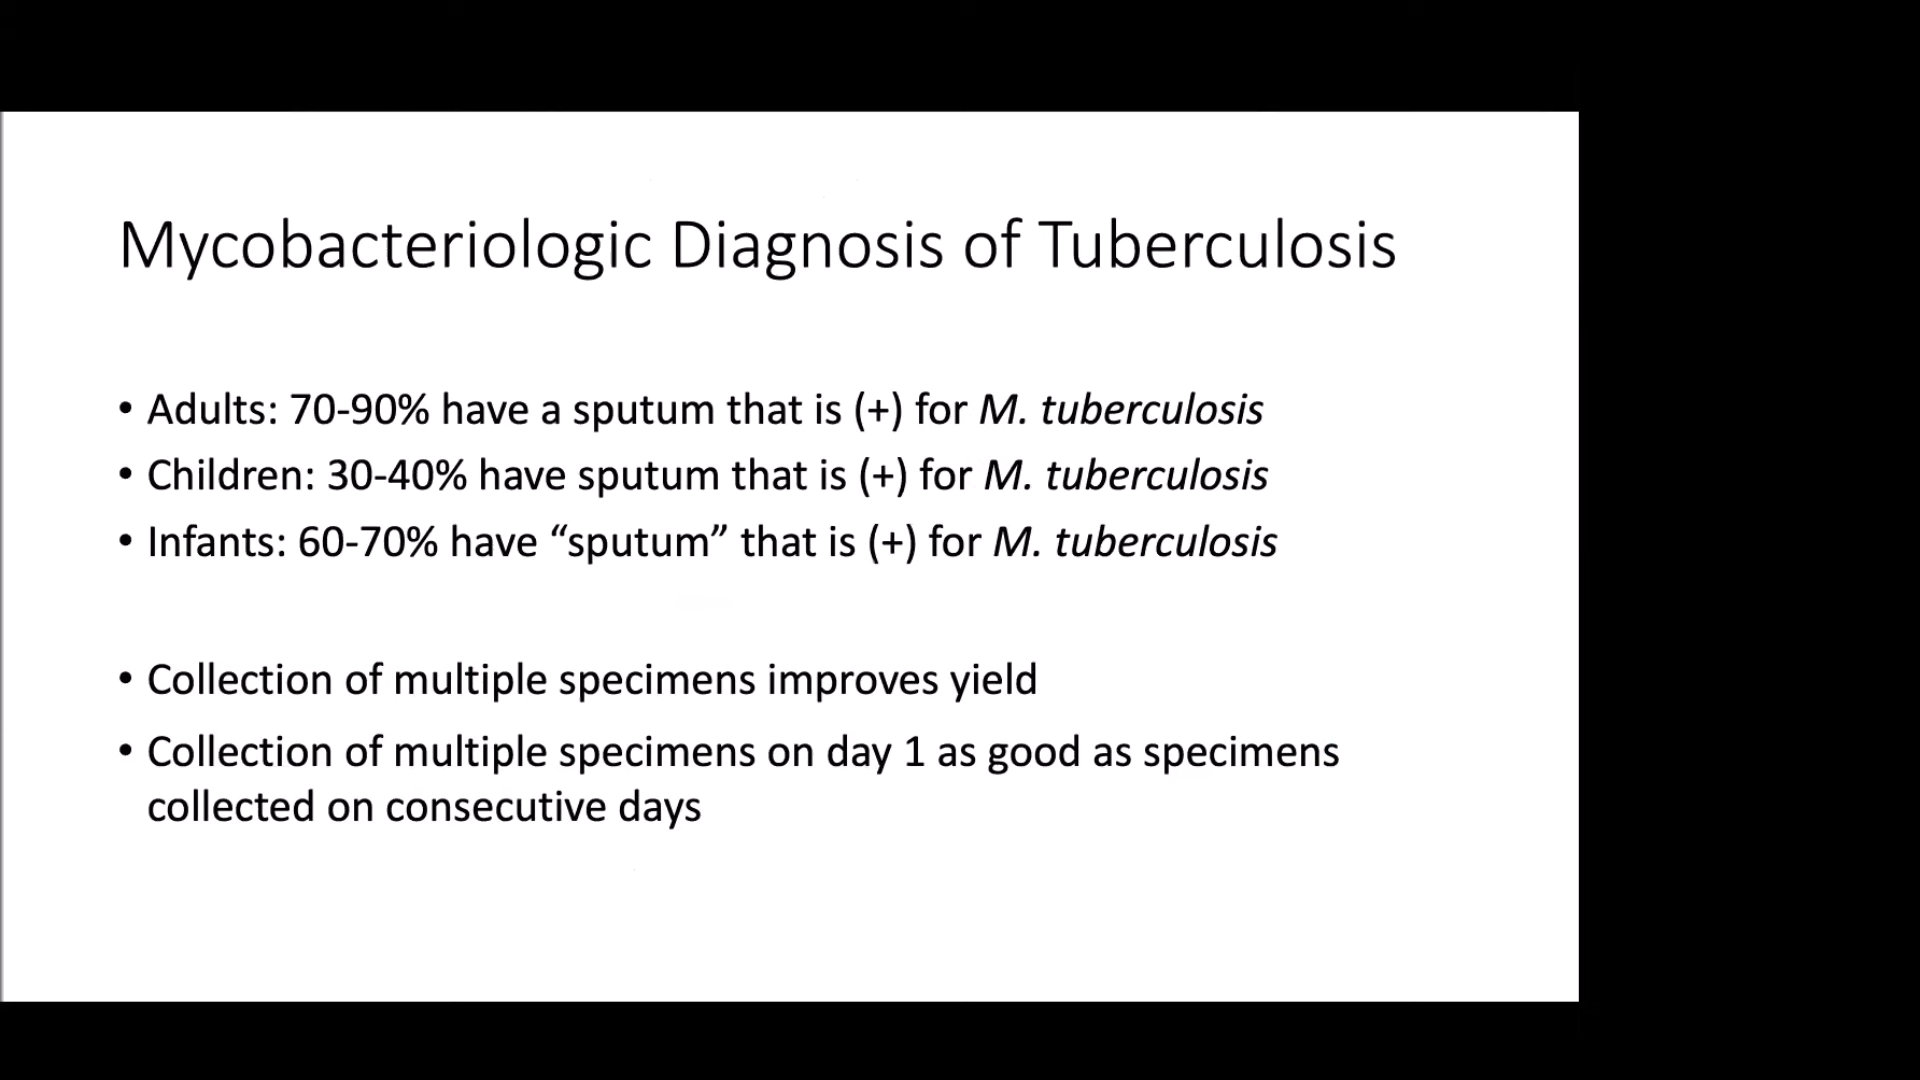 Mycobacteriologic Diagnosis of Tuberculosis
• Adults: 70-90% have a sputum that is (+) for M. tuberculosis
• Children: 30-40% have sputum that is (+) for M. tuberculosis
• Infants: 60-70% have “sputum” that is (+) for M. tuberculosis
• Collection of multiple specimens improves yield
• Collection of multiple specimens on day 1 as good as specimens
collected on consecutive days